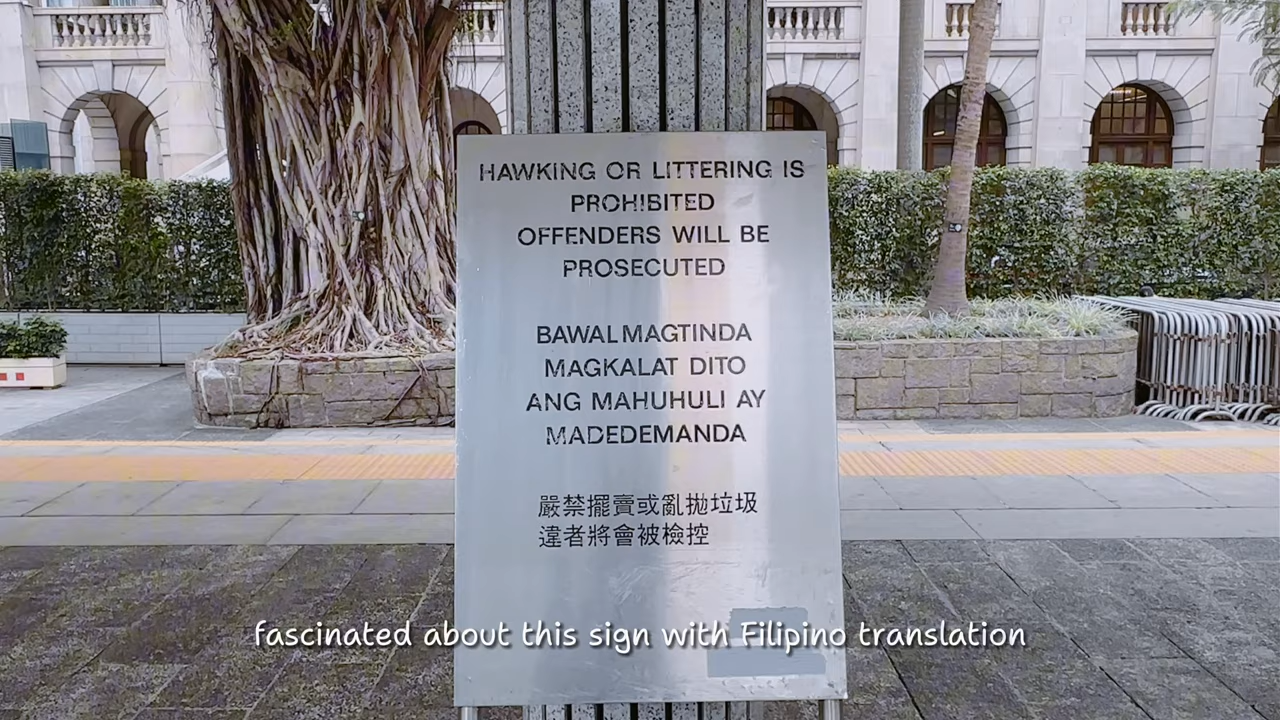 HAWKING OR LITTERING IS
PROHIBITED
OFFENDERS WILL BE
PROSECUTED
BAWAL MAGTINDA
MAGKALAT DITO
ANG MAHUHULI AY
MADEDEMANDA
嚴禁擺賣或亂拋垃圾
違者將會被檢控
fascinated about this sign with Filipino translation